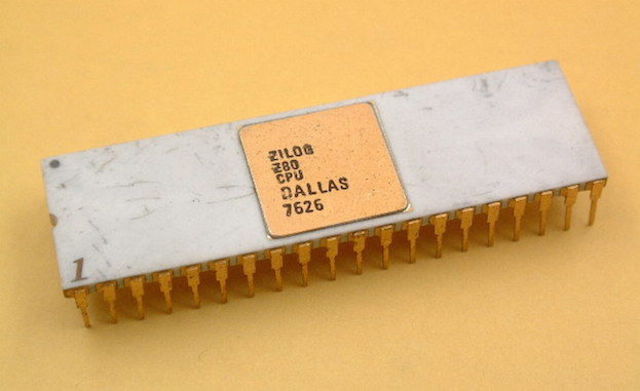 ZILOG
Z80
CPU
DALLAS
7626
1